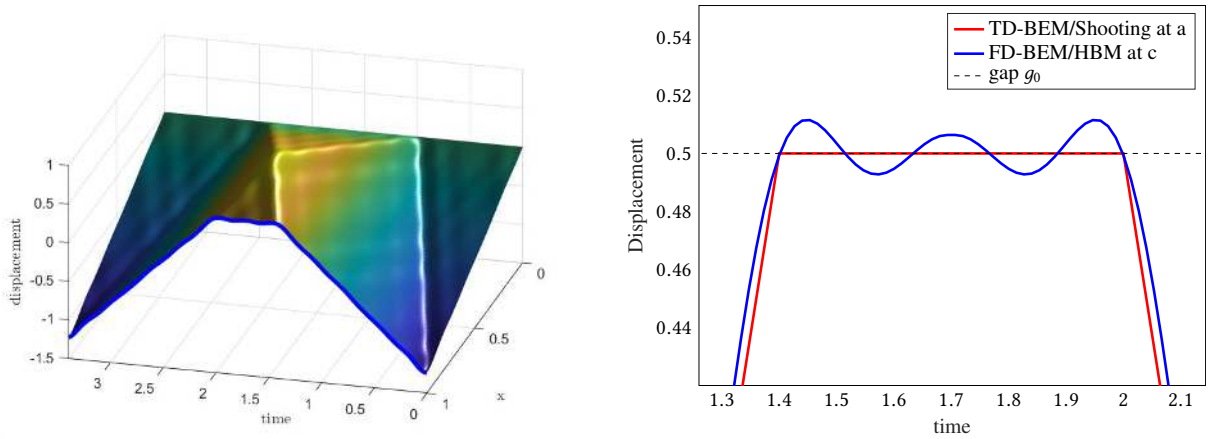 1
0.5
0
-0.5
-1
-1.5
displacement
3
2.5
2
1.5
1
0.5
0
time
0
0.5
1
x
TD-BEM/Shooting at a
FD-BEM/HBM at c
gap g0
0.54
0.52
0.5
0.48
0.46
0.44
Displacement
1.3 1.4 1.5 1.6 1.7 1.8 1.9 2 2.1
time